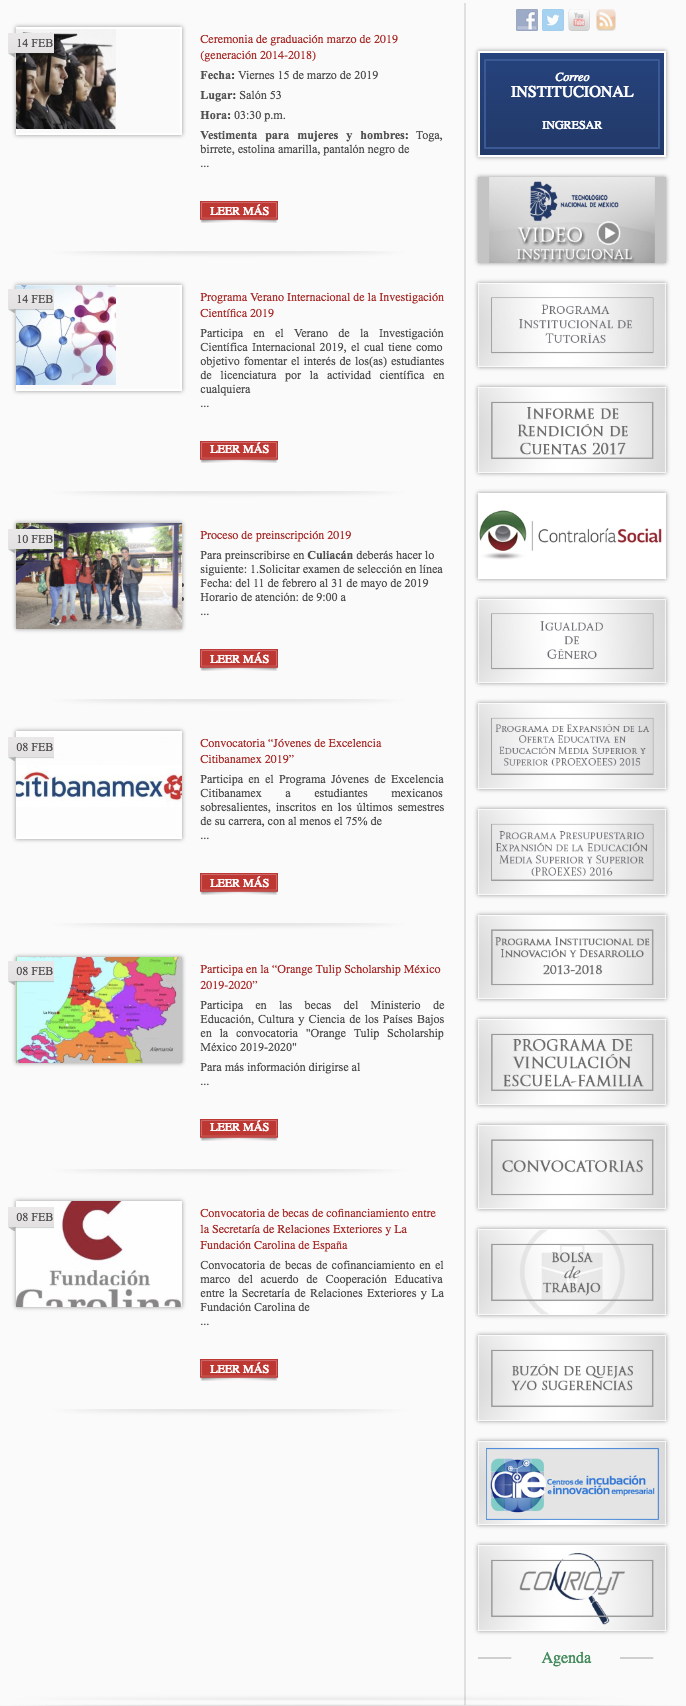 14 FEB
Ceremonia de graduación marzo de 2019
(generación 2014-2018)
Fecha: Viernes 15 de marzo de 2019
Lugar: Salón 53
Hora: 03:30 p.m.
Vestimenta para mujeres y hombres: Toga,
birrete, estolina amarilla, pantalón negro de
...
LEER MÁS
14 FEB
Programa Verano Internacional de la Investigación
Científica 2019
Participa en el Verano de la Investigación
Científica Internacional 2019, el cual tiene como
objetivo fomentar el interés de los(as) estudiantes
de licenciatura por la actividad científica en
cualquiera
...
LEER MÁS
10 FEB
Proceso de preinscripción 2019
Para preinscribirse en Culiacán deberás hacer lo
siguiente: 1.Solicitar examen de selección en línea
Fecha: del 11 de febrero al 31 de mayo de 2019
Horario de atención: de 9:00 a
...
LEER MÁS
08 FEB
citibanamex
Convocatoria “Jóvenes de Excelencia
Citibanamex 2019”
Participa en el Programa Jóvenes de Excelencia
Citibanamex a estudiantes mexicanos
sobresalientes, inscritos en los últimos semestres
de su carrera, con al menos el 75% de
...
LEER MÁS
08 FEB
Alemania
Participa en la “Orange Tulip Scholarship México
2019-2020”
Participa en las becas del Ministerio de
Educación, Cultura y Ciencia de los Países Bajos
en la convocatoria "Orange Tulip Scholarship
México 2019-2020"
Para más información dirigirse al
...
LEER MÁS
08 FEB
Fundación
Carolina
Convocatoria de becas de cofinanciamiento entre
la Secretaría de Relaciones Exteriores y La
Fundación Carolina de España
Convocatoria de becas de cofinanciamiento en el
marco del acuerdo de Cooperación Educativa
entre la Secretaría de Relaciones Exteriores y La
Fundación Carolina de
...
LEER MÁS
You
Tube
Correo
INSTITUCIONAL
INGRESAR
TECNOLÓGICO
NACIONAL DE MÉXICO
VIDEO
INSTITUCIONAL
PROGRAMA
INSTITUCIONAL DE
TUTORÍAS
INFORME DE
RENDICIÓN DE
CUENTAS 2017
ContraloríaSocial
IGUALDAD
DE
GÉNERO
PROGRAMA DE EXPANSIÓN DE LA
OFERTA EDUCATIVA EN
EDUCACIÓN MEDIA SUPERIOR Y
SUPERIOR (PROEXOEES) 2015
PROGRAMA PRESUPUESTARIO
EXPANSIÓN DE LA EDUCACIÓN
MEDIA SUPERIOR Y SUPERIOR
(PROEXES) 2016
PROGRAMA INSTITUCIONAL DE
INNOVACIÓN Y DESARROLLO
2013-2018
PROGRAMA DE
VINCULACIÓN
ESCUELA-FAMILIA
CONVOCATORIAS
BOLSA
de
TRABAJO
BUZÓN DE QUEJAS
Y/O SUGERENCIAS
CIE Centros de incubación
e innovación empresarial
CONRICYT
Agenda